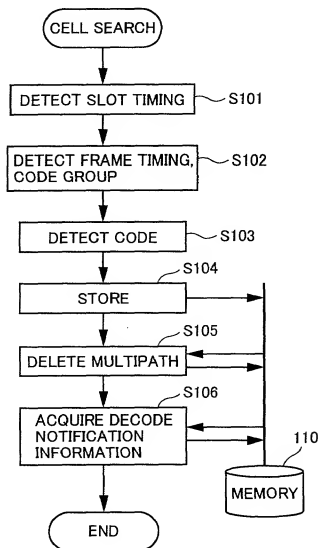 CELL SEARCH
DETECT SLOT TIMING
S101
DETECT FRAME TIMING,
CODE GROUP
S102
DETECT CODE
S103
S104
STORE
S105
DELETE MULTIPATH
S106
ACQUIRE DECODE
NOTIFICATION
INFORMATION
110
MEMORY
END